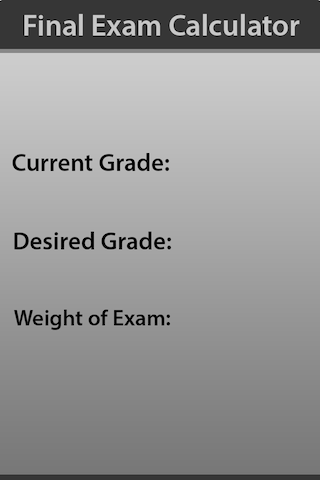 Final Exam Calculator
Current Grade:
Desired Grade:
Weight of Exam: